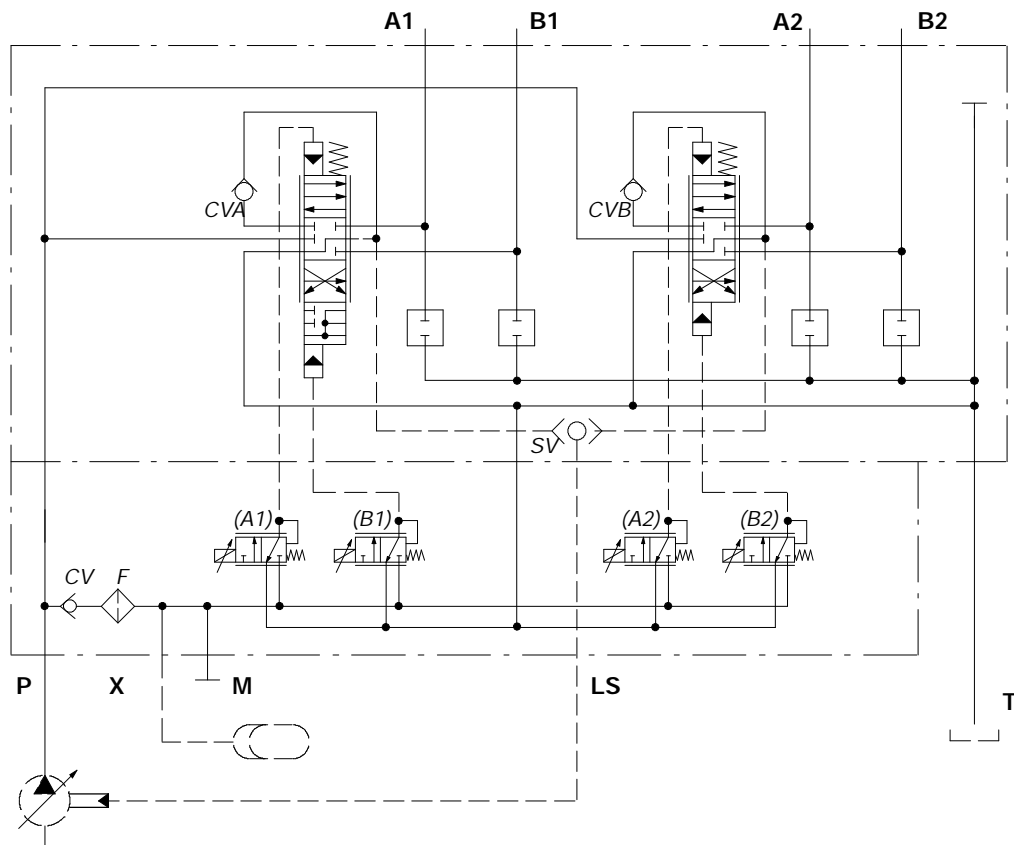 A1 B1 A2 B2
CVA CVB
SV
(A1) (B1) (A2) (B2)
CV F
P X M LS T